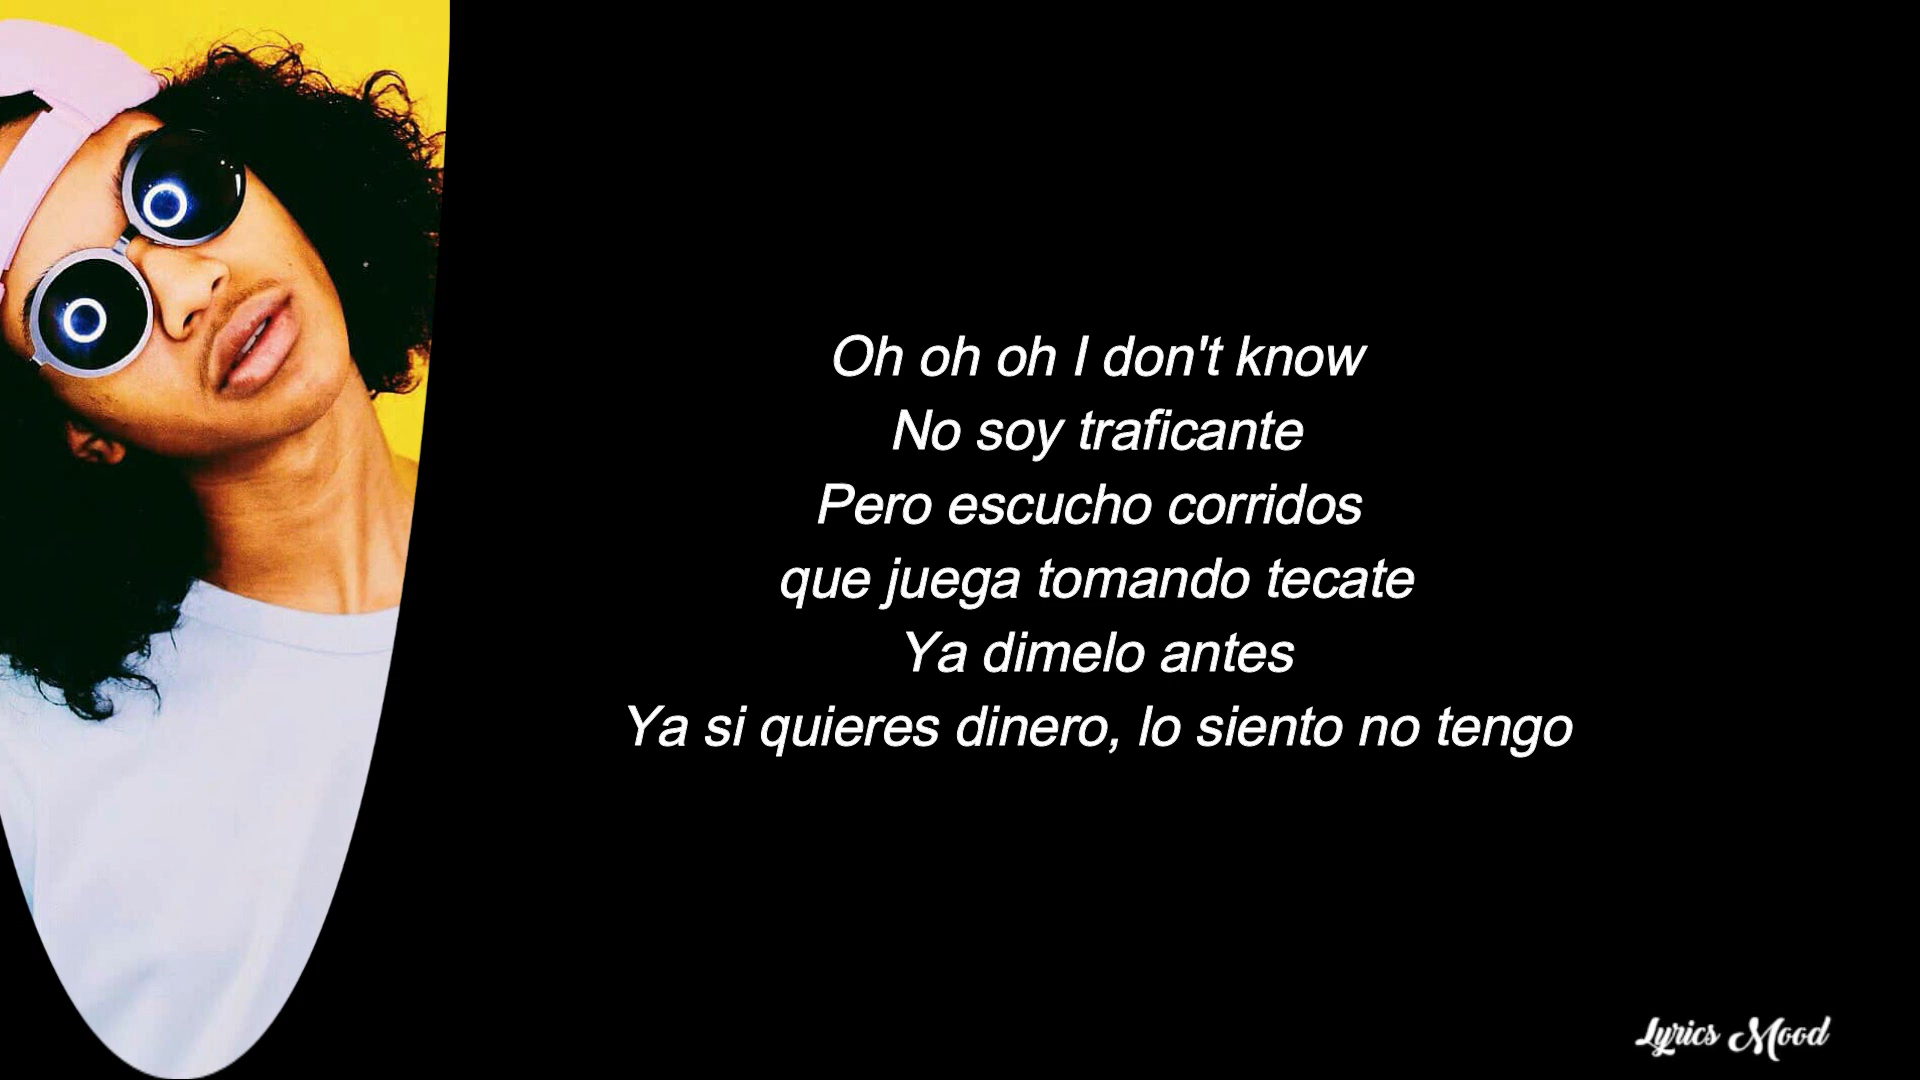 Oh oh oh I don't know
No soy traficante
Pero escucho corridos
que juega tomando tecate
Ya dimelo antes
Ya si quieres dinero, lo siento no tengo
Lyrics Mood